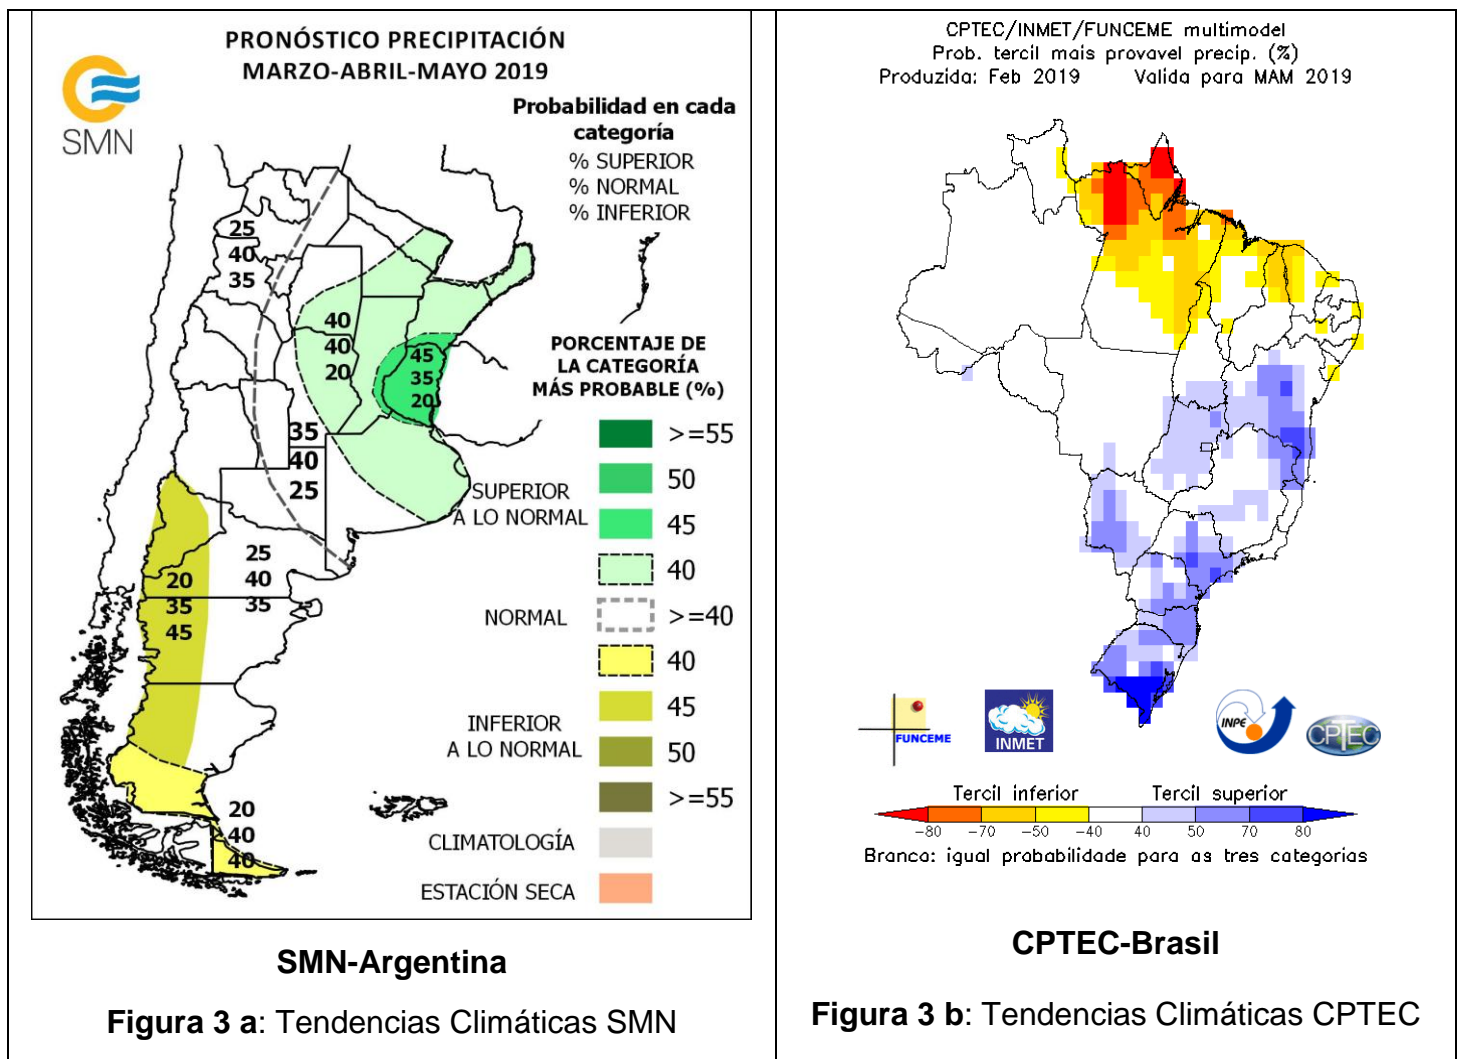 PRONÓSTICO PRECIPITACIÓN
MARZO-ABRIL-MAYO 2019
SMN
Probabilidad en cada
categoría
% SUPERIOR
% NORMAL
% INFERIOR
25
40
35
40
40
20
45
35
20
35
40
25
25
40
35
20
35
45
20
40
40
PORCENTAJE DE
LA CATEGORÍA
MÁS PROBABLE (%)
>=55
SUPERIOR
A LO NORMAL
50
45
40
NORMAL
>=40
40
45
INFERIOR
A LO NORMAL
50
>=55
CLIMATOLOGÍA
ESTACIÓN SECA
SMN-Argentina
Figura 3 a: Tendencias Climáticas SMN
CPTEC/INMET/FUNCEME multimodel
Prob. tercil mais provavel precip. (%)
Produzida: Feb 2019 Valida para MAM 2019
FUNCEME
INMET
INPE
CPTEC
Tercil inferior Tercil superior
-80 -70 -50 -40 40 50 70 80
Branca: igual probabilidade para as tres categorias
CPTEC-Brasil
Figura 3 b: Tendencias Climáticas CPTEC